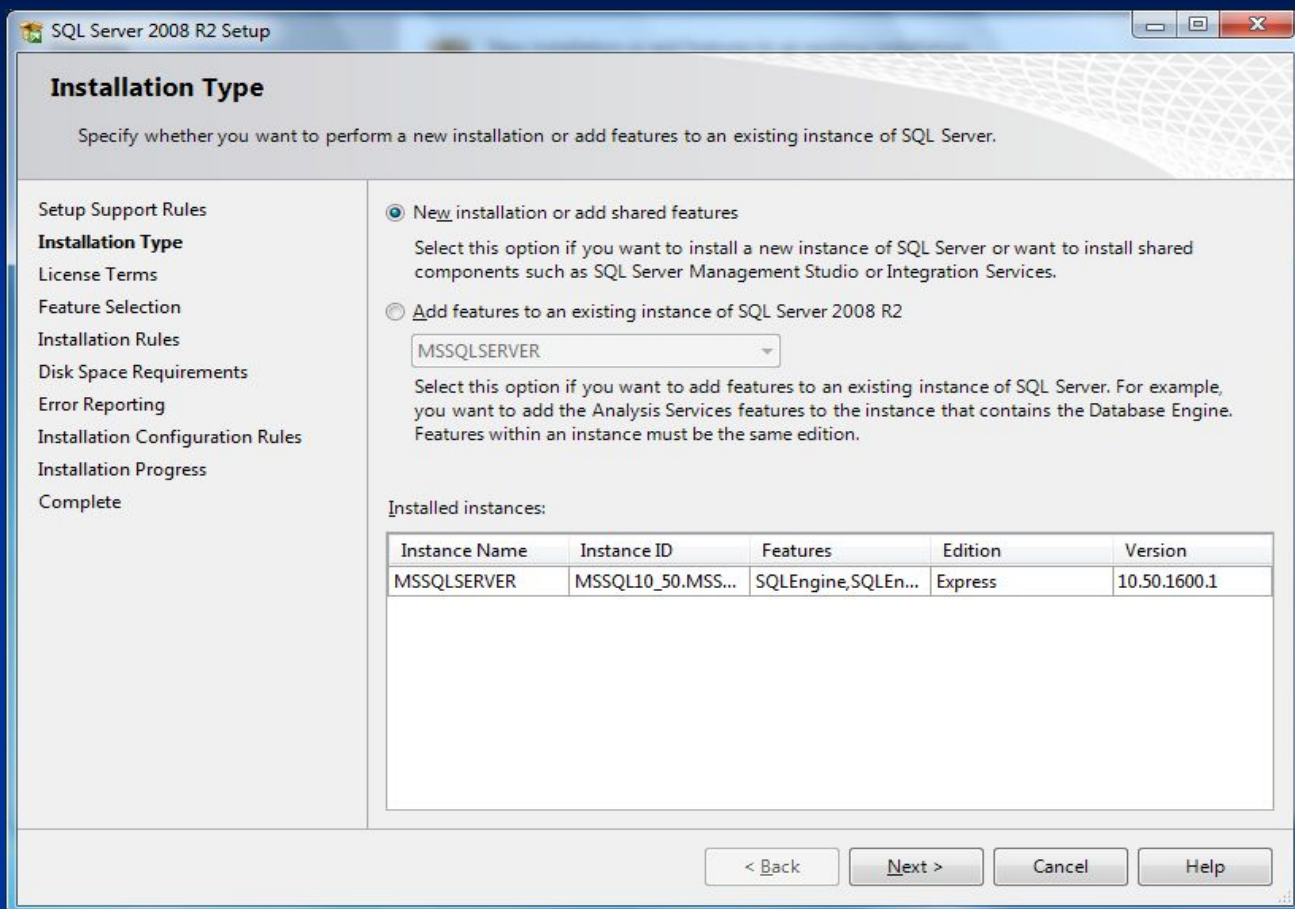 SQL Server 2008 R2 Setup
Installation Type
Specify whether you want to perform a new installation or add features to an existing instance of SQL Server.
Setup Support Rules
Installation Type
License Terms
Feature Selection
Installation Rules
Disk Space Requirements
Error Reporting
Installation Configuration Rules
Installation Progress
Complete
New installation or add shared features
Select this option if you want to install a new instance of SQL Server or want to install shared
components such as SQL Server Management Studio or Integration Services.
Add features to an existing instance of SQL Server 2008 R2
MSSQLSERVER
Select this option if you want to add features to an existing instance of SQL Server. For example,
you want to add the Analysis Services features to the instance that contains the Database Engine.
Features within an instance must be the same edition.
Installed instances:
Instance Name Instance ID Features Edition Version
MSSQLSERVER MSSQL10_50.MSS... SQLEngine,SQLEn... Express 10.50.1600.1
< Back Next > Cancel Help